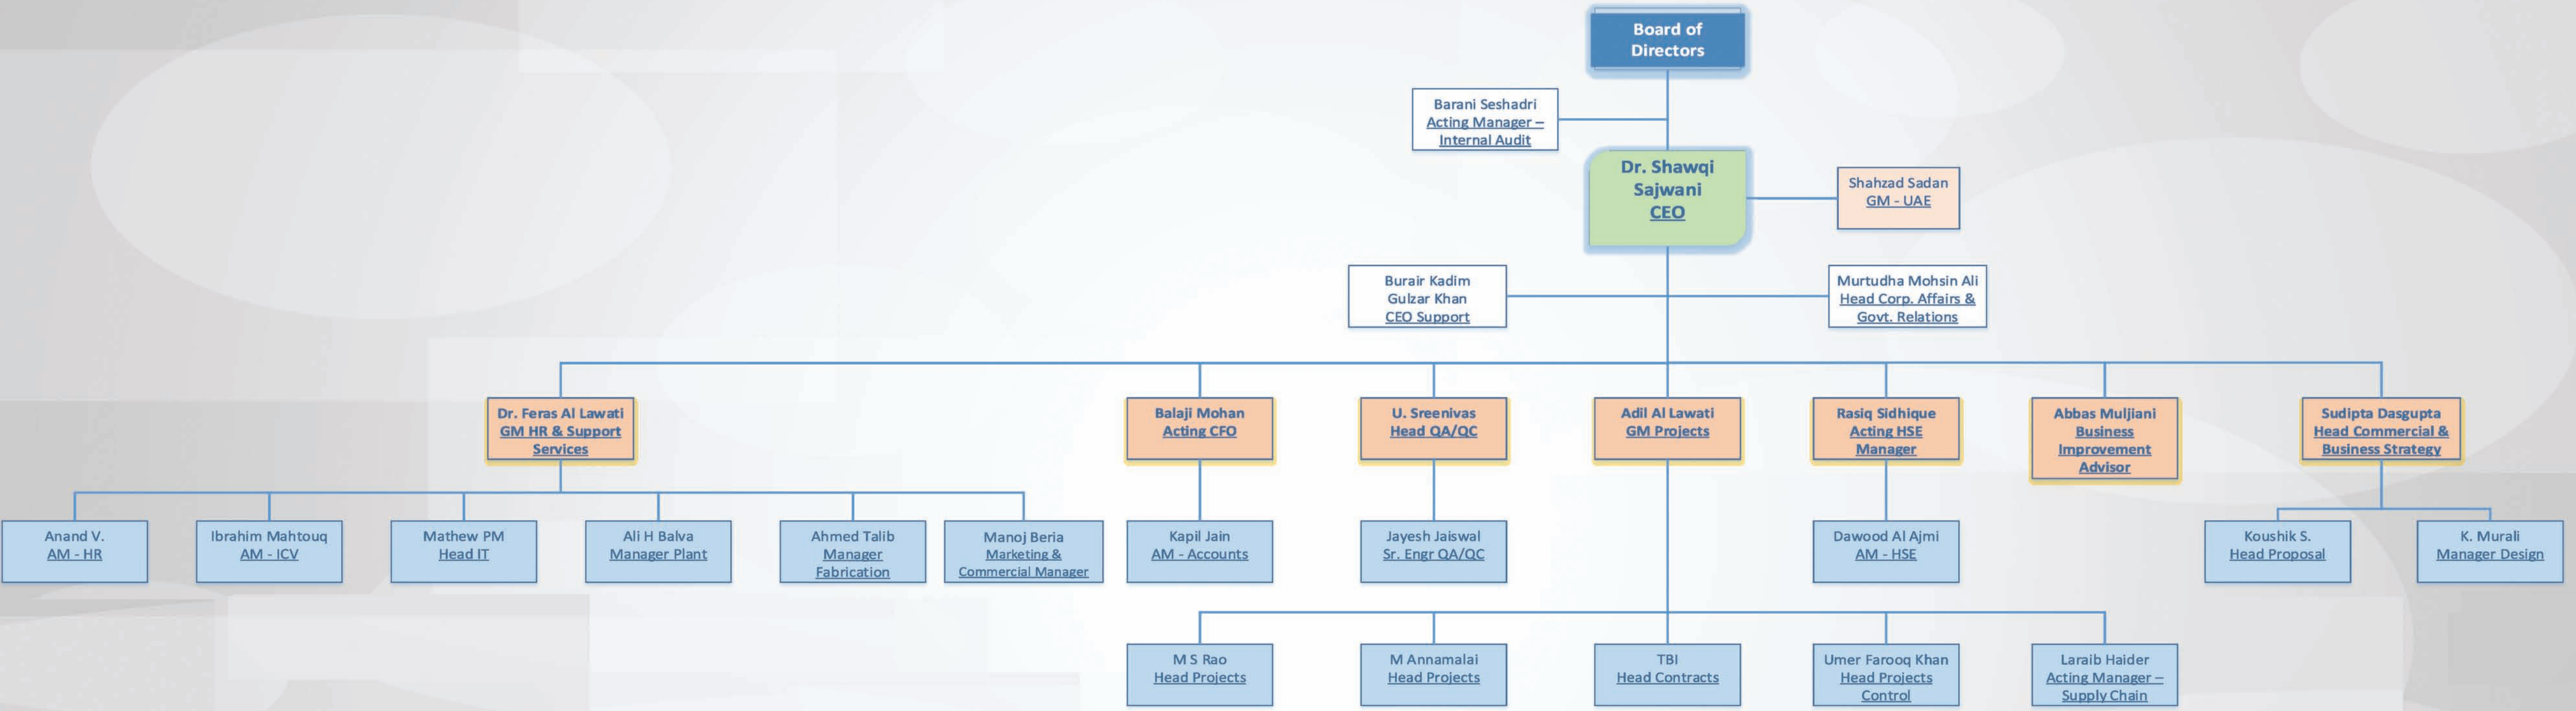 Board of
Directors
Barani Seshadri
Acting Manager –
Internal Audit
Dr. Shawqi
Sajwani
CEO
Shahzad Sadan
GM - UAE
Burair Kadim
Gulzar Khan
CEO Support
Murtudha Mohsin Ali
Head Corp. Affairs &
Govt. Relations
Dr. Feras Al Lawati
GM HR & Support
Services
Balaji Mohan
Acting CFO
U. Sreenivas
Head QA/QC
Adil Al Lawati
GM Projects
Rasiq Sidhique
Acting HSE
Manager
Abbas Muljiani
Business
Improvement
Advisor
Sudipta Dasgupta
Head Commercial &
Business Strategy
Anand V.
AM - HR
Ibrahim Mahtouq
AM - ICV
Mathew PM
Head IT
Ali H Balva
Manager Plant
Ahmed Talib
Manager
Fabrication
Manoj Beria
Marketing &
Commercial Manager
Kapil Jain
AM - Accounts
Jayesh Jaiswal
Sr. Engr QA/QC
Dawood Al Ajmi
AM - HSE
Koushik S.
Head Proposal
K. Murali
Manager Design
M S Rao
Head Projects
M Annamalai
Head Projects
TBI
Head Contracts
Umer Farooq Khan
Head Projects
Control
Laraib Haider
Acting Manager –
Supply Chain